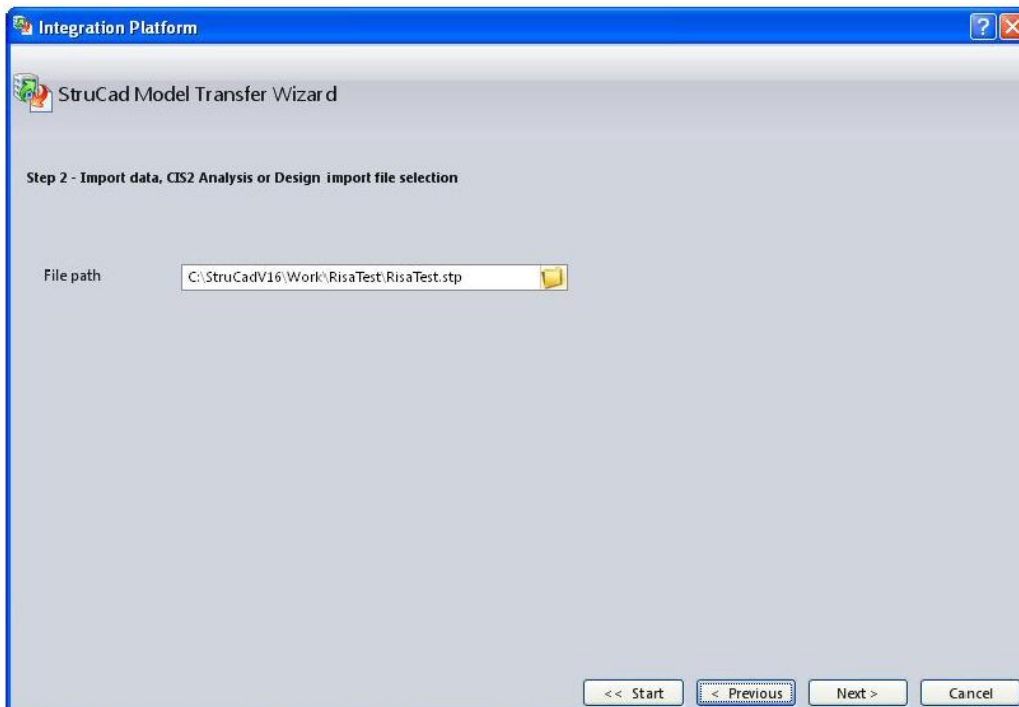 Integration Platform
StruCad Model Transfer Wizard
Step 2 - Import data, CIS2 Analysis or Design import file selection
File path C:\StruCadV16\Work\RisaTest\RisaTest.stp
<< Start < Previous Next > Cancel